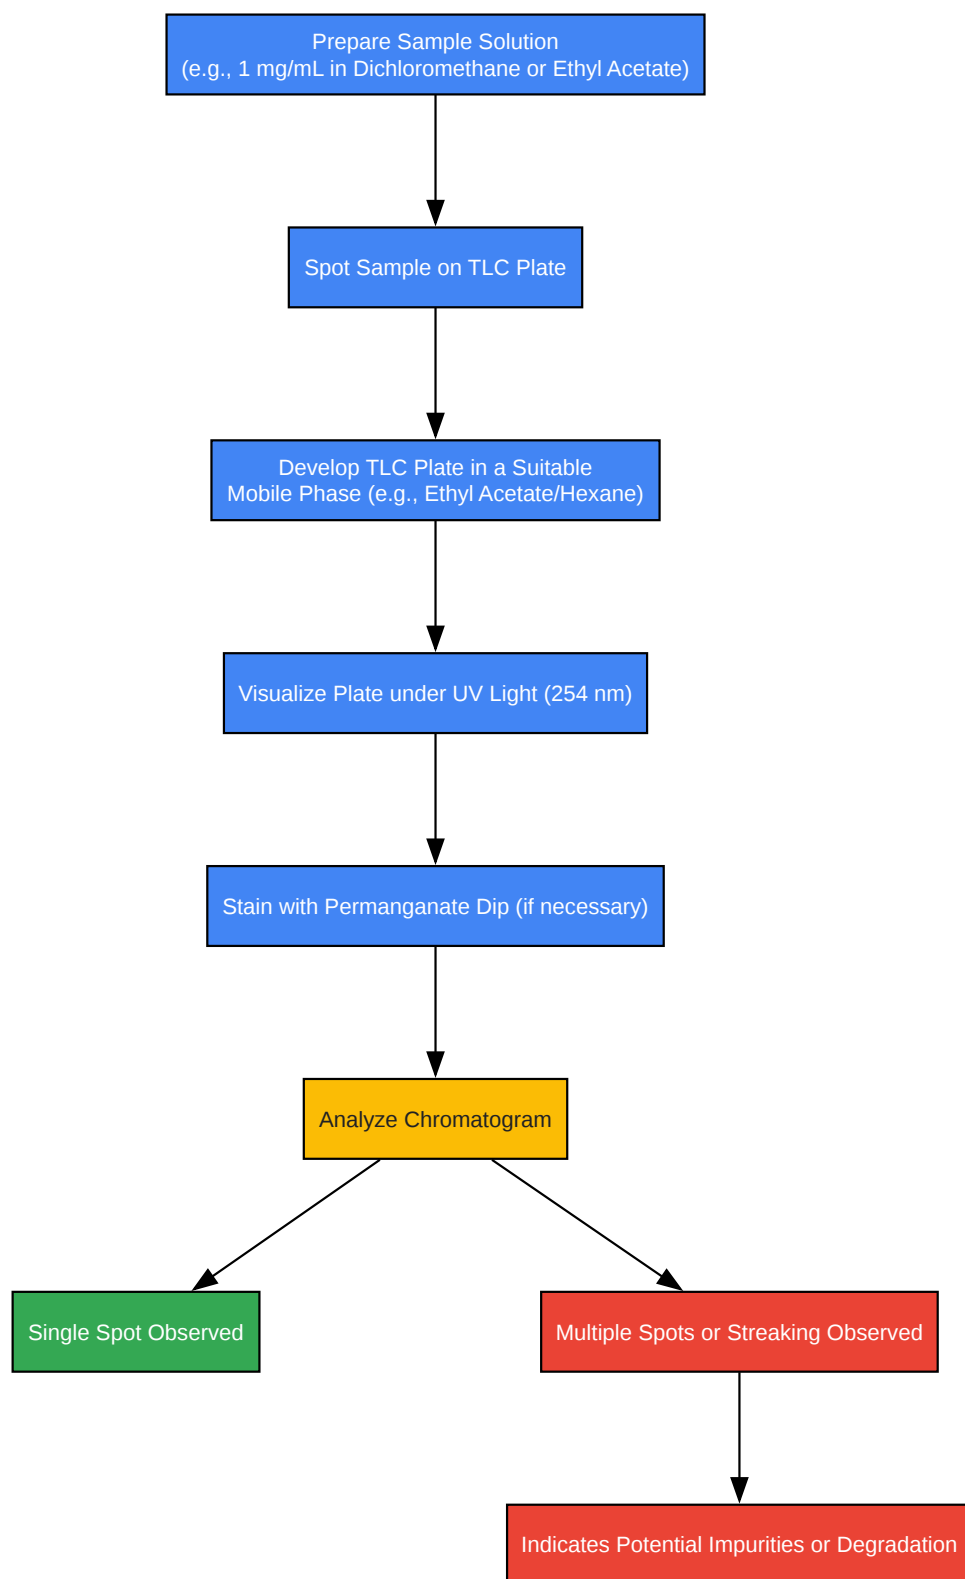 Prepare Sample Solution
(e.g., 1 mg/mL in Dichloromethane or Ethyl Acetate)
Spot Sample on TLC Plate
Develop TLC Plate in a Suitable
Mobile Phase (e.g., Ethyl Acetate/Hexane)
Visualize Plate under UV Light (254 nm)
Stain with Permanganate Dip (if necessary)
Analyze Chromatogram
Single Spot Observed
Multiple Spots or Streaking Observed
Indicates Potential Impurities or Degradation